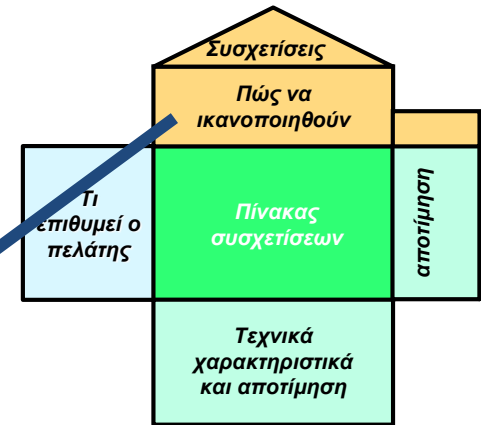 Συσχετίσεις
Πώς να
ικανοποιηθούν
Τι
επιθυμεί ο
πελάτης
Πίνακας
συσχετίσεων
αποτίμηση
Τεχνικά
χαρακτηριστικά
και αποτίμηση